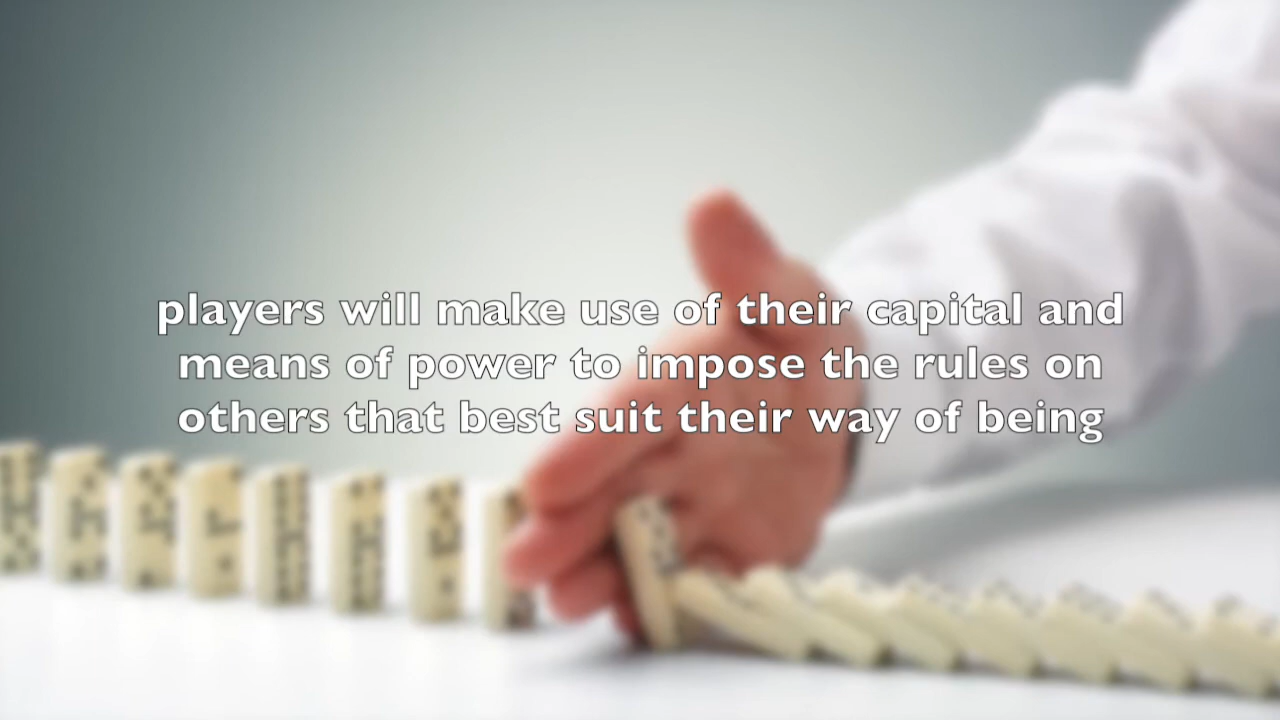 players will make use of their capital and
means of power to impose the rules on
others that best suit their way of being